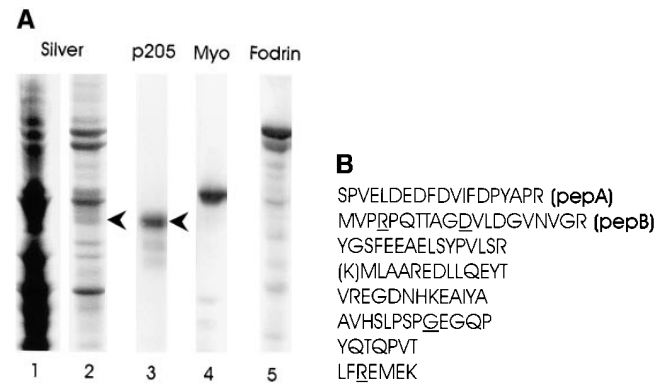 A
Silver p205 Myo Fodrin
1 2 3 4 5
B
SPVELDEDFDVIFDPYAPR (pepA)
MVPRPQTTAGDVLDGVNVGR (pepB)
YGSFEEAELSYPVLSR
(K)MLAAREDLLQEYT
VREGDNHKEAIYA
AVHSLPSPGEGQP
YQTQPVT
LFREMEK